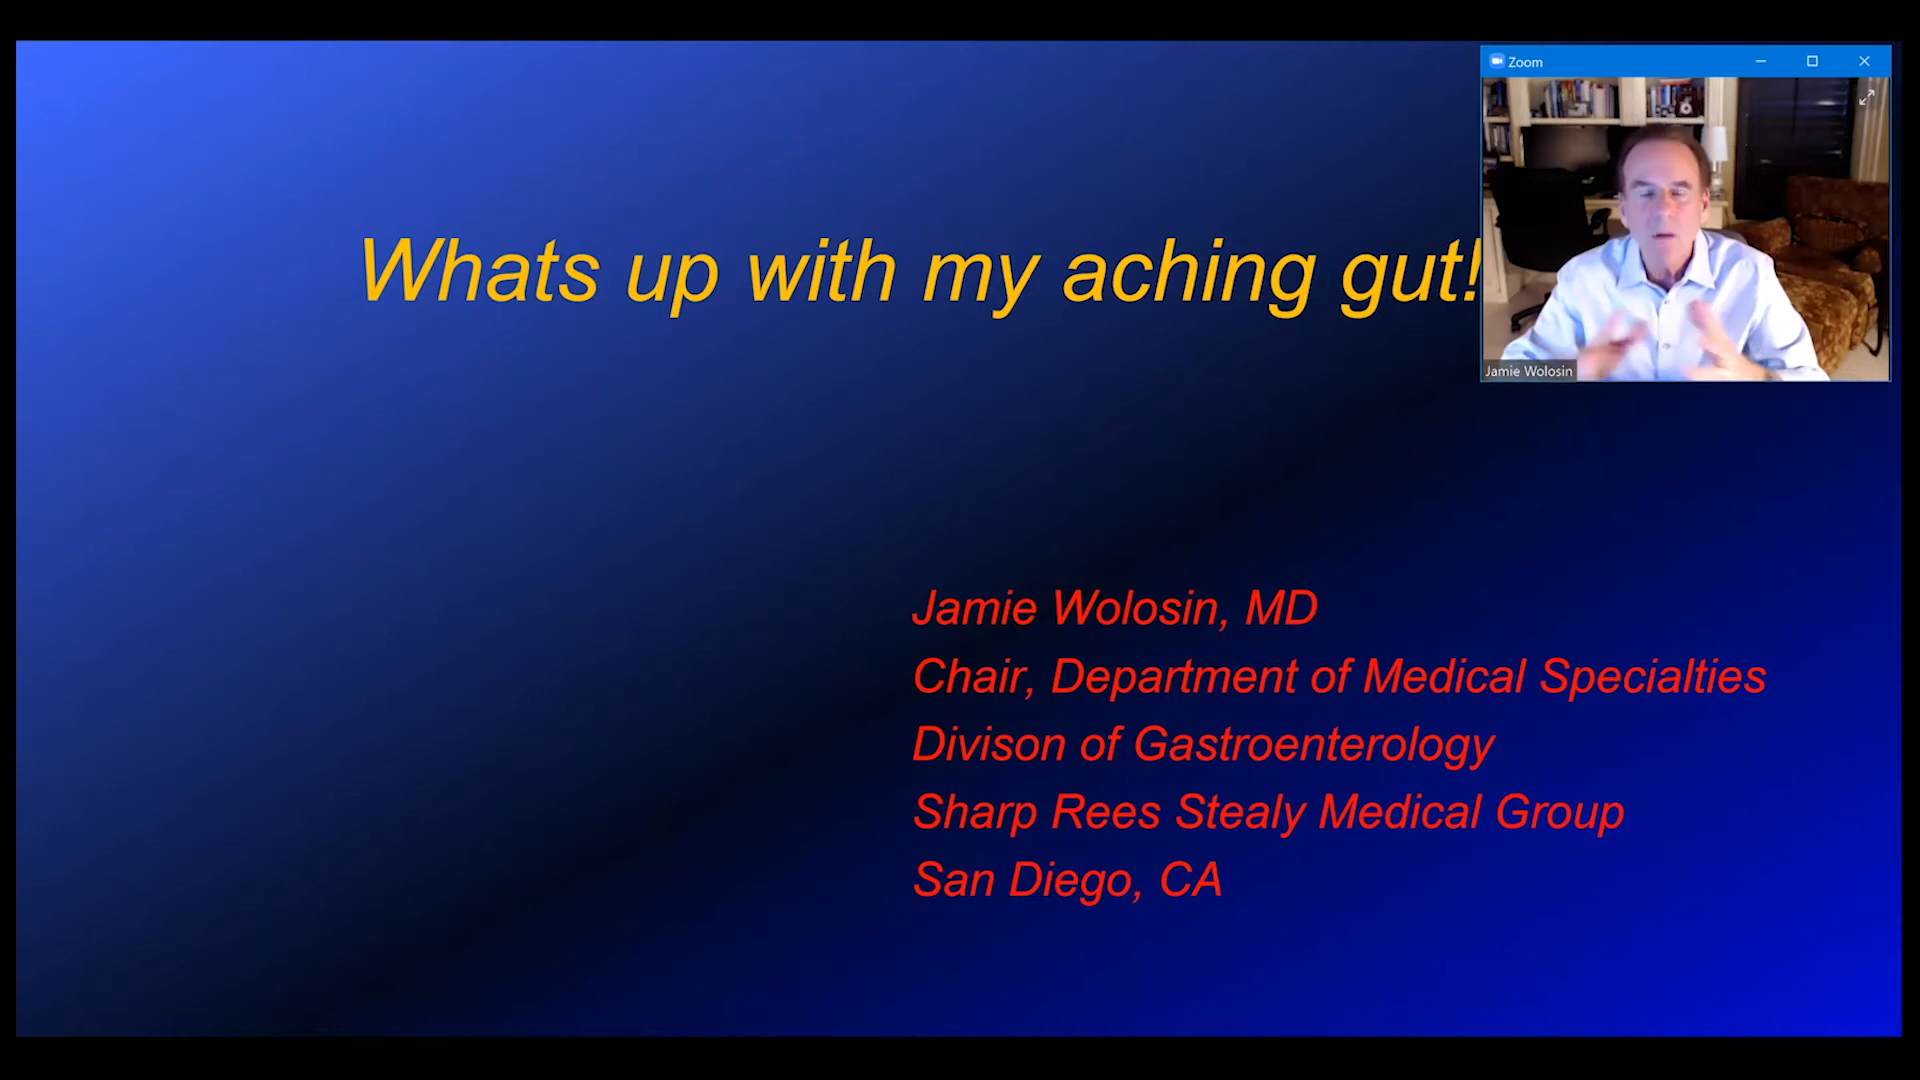 Zoom
Whats up with my aching gut!
Jamie Wolosin
Jamie Wolosin, MD
Chair, Department of Medical Specialties
Divison of Gastroenterology
Sharp Rees Stealy Medical Group
San Diego, CA